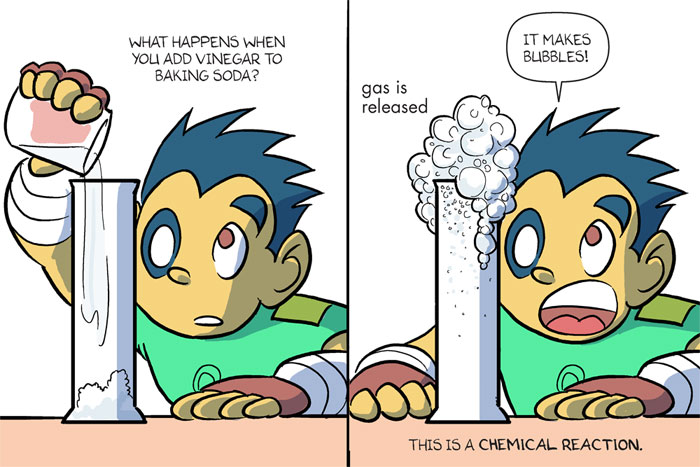 WHAT HAPPENS WHEN
YOU ADD VINEGAR TO
BAKING SODA?
gas is
released
IT MAKES
BUBBLES!
THIS IS A CHEMICAL REACTION.